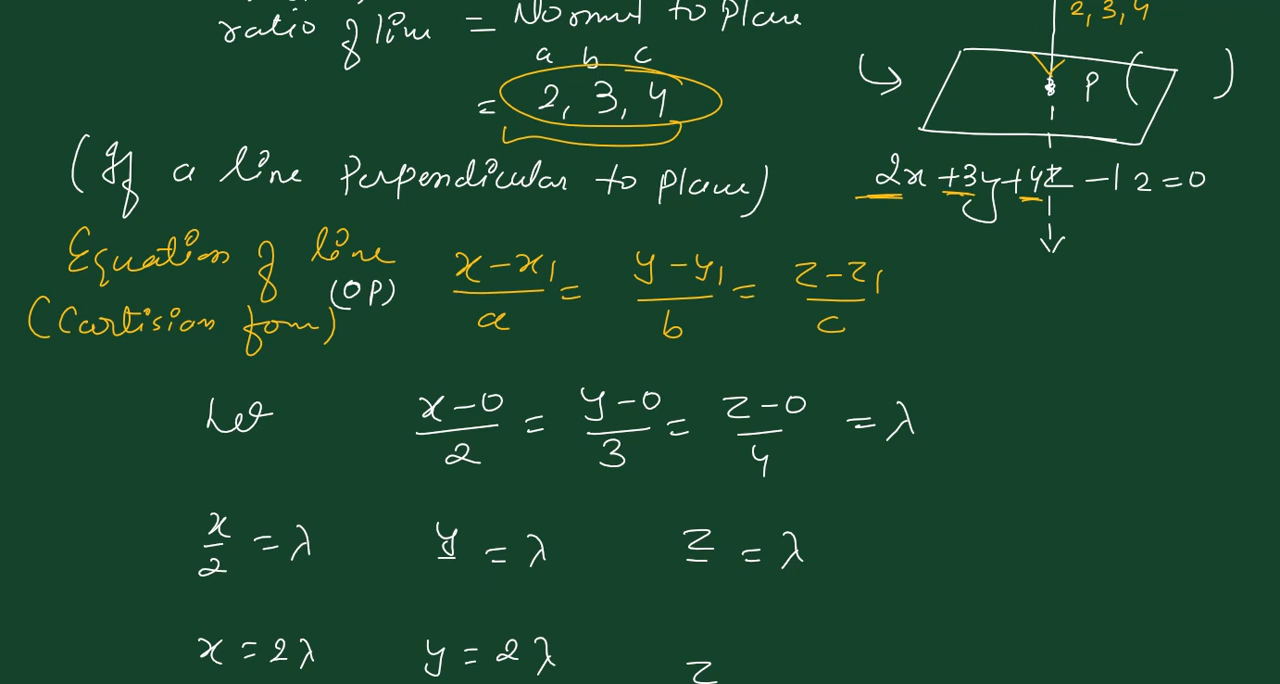 ratio of line = Normal to plane
2, 3, 4
a b c
= 2, 3, 4
P ( )
(If a line Perpendicular to plane)
2x +3y+4z -12=0
Equation of line (OP)
(Cartisian form)
x-x1/a = y-y1/b = z-z1/c
Let x-0/2 = y-0/3 = z-0/4 = λ
x/2 = λ y = λ z = λ
x = 2λ y = 2λ z